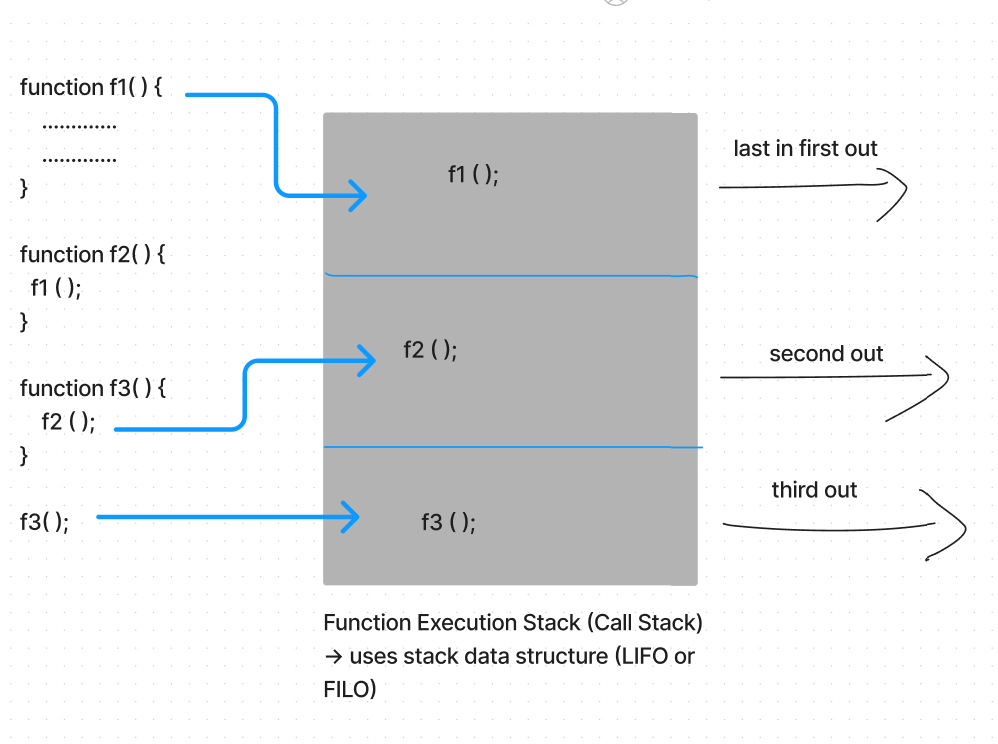 function f1( ) {
.............
.............
}
function f2( ) {
f1 ( );
}
function f3( ) {
f2 ( );
}
f3( );
f1 ( );
f2 ( );
f3 ( );
last in first out
second out
third out
Function Execution Stack (Call Stack)
→ uses stack data structure (LIFO or
FILO)